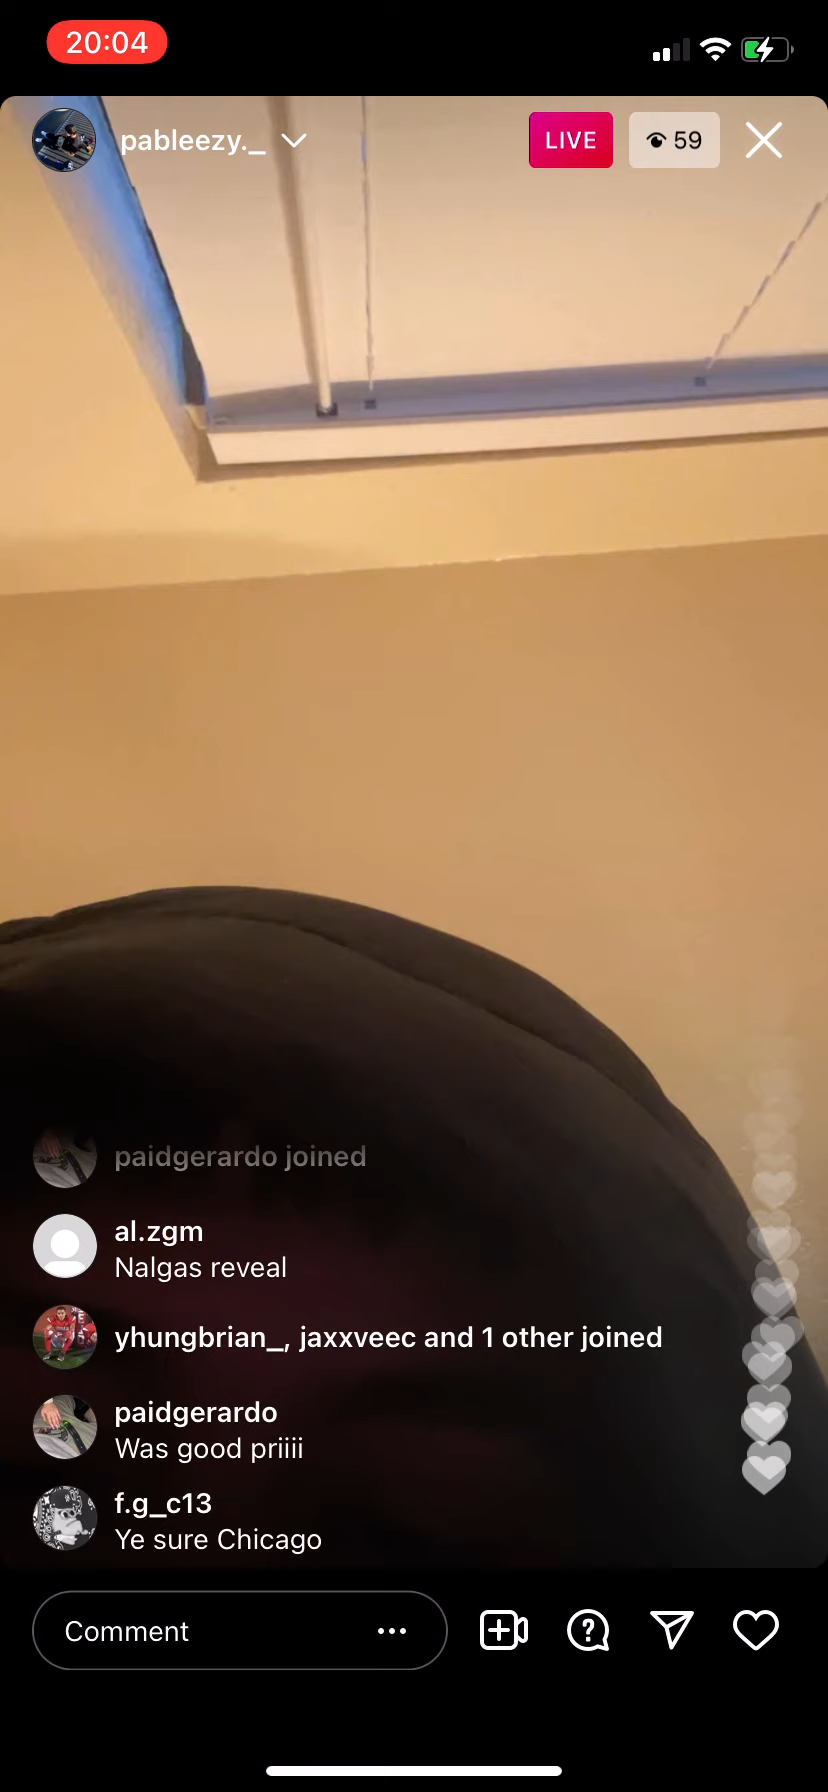 20:04
pableezy._
LIVE
59
paidgerardo joined
al.zgm
Nalgas reveal
yhungbrian_, jaxxveec and 1 other joined
paidgerardo
Was good priiii
f.g_c13
Ye sure Chicago
Comment